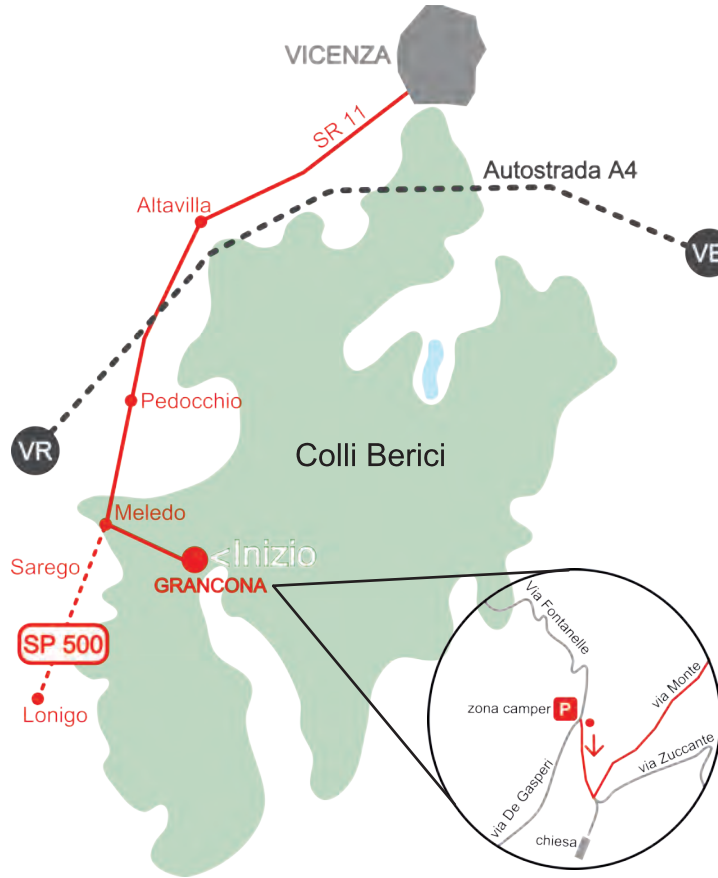 VICENZA
SR 11
Autostrada A4
Altavilla
VE
Pedocchio
VR
Colli Berici
Meledo
<Inizio
Sarego
GRANCONA
SP 500
Lonigo
Via Fontanelle
zona camper P
via Monte
via Zuccante
via De Gasperi
chiesa